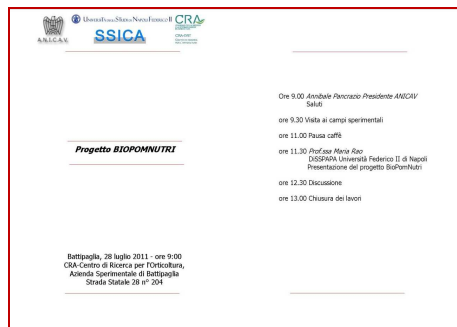 ANICAV
UNIVERSITÀ DEGLI STUDI DI NAPOLI FEDERICO II
CRA
SSICA
Progetto BIOPOMNUTRI
Battipaglia, 28 luglio 2011 - ore 9:00
CRA-Centro di Ricerca per l'Orticoltura,
Azienda Sperimentale di Battipaglia
Strada Statale 28 n° 204
Ore 9.00 Annibale Pancrazio Presidente ANICAV
Saluti
ore 9.30 Visita ai campi sperimentali
ore 11.00 Pausa caffè
ore 11.30 Prof.ssa Maria Rao
DiSSPAPA Università Federico II di Napoli
Presentazione del progetto BioPomNutri
ore 12.30 Discussione
ore 13.00 Chiusura dei lavori